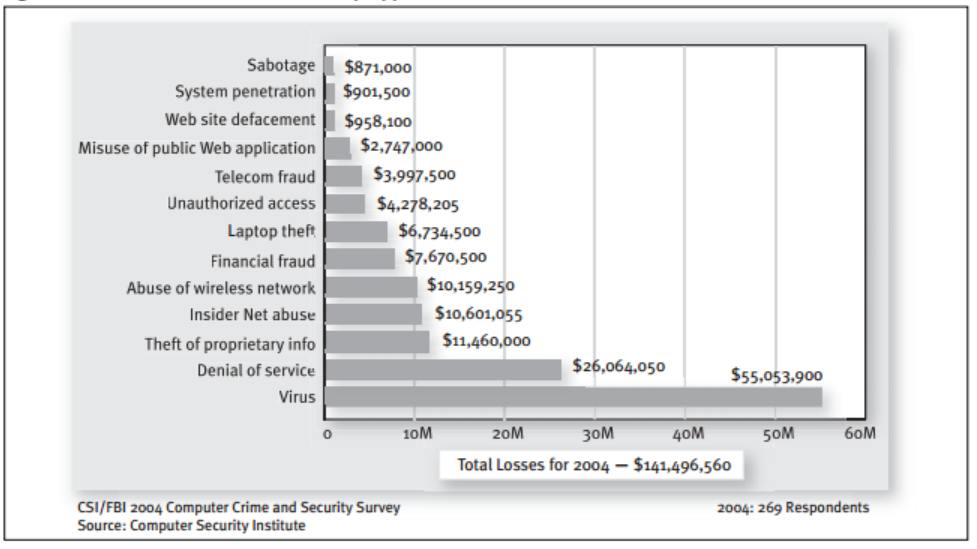 Sabotage $871,000
System penetration $901,500
Web site defacement $958,100
Misuse of public Web application $2,747,000
Telecom fraud $3,997,500
Unauthorized access $4,278,205
Laptop theft $6,734,500
Financial fraud $7,670,500
Abuse of wireless network $10,159,250
Insider Net abuse $10,601,055
Theft of proprietary info $11,460,000
Denial of service $26,064,050
Virus $55,053,900
0 10M 20M 30M 40M 50M 60M
Total Losses for 2004 — $141,496,560
CSI/FBI 2004 Computer Crime and Security Survey 2004: 269 Respondents
Source: Computer Security Institute